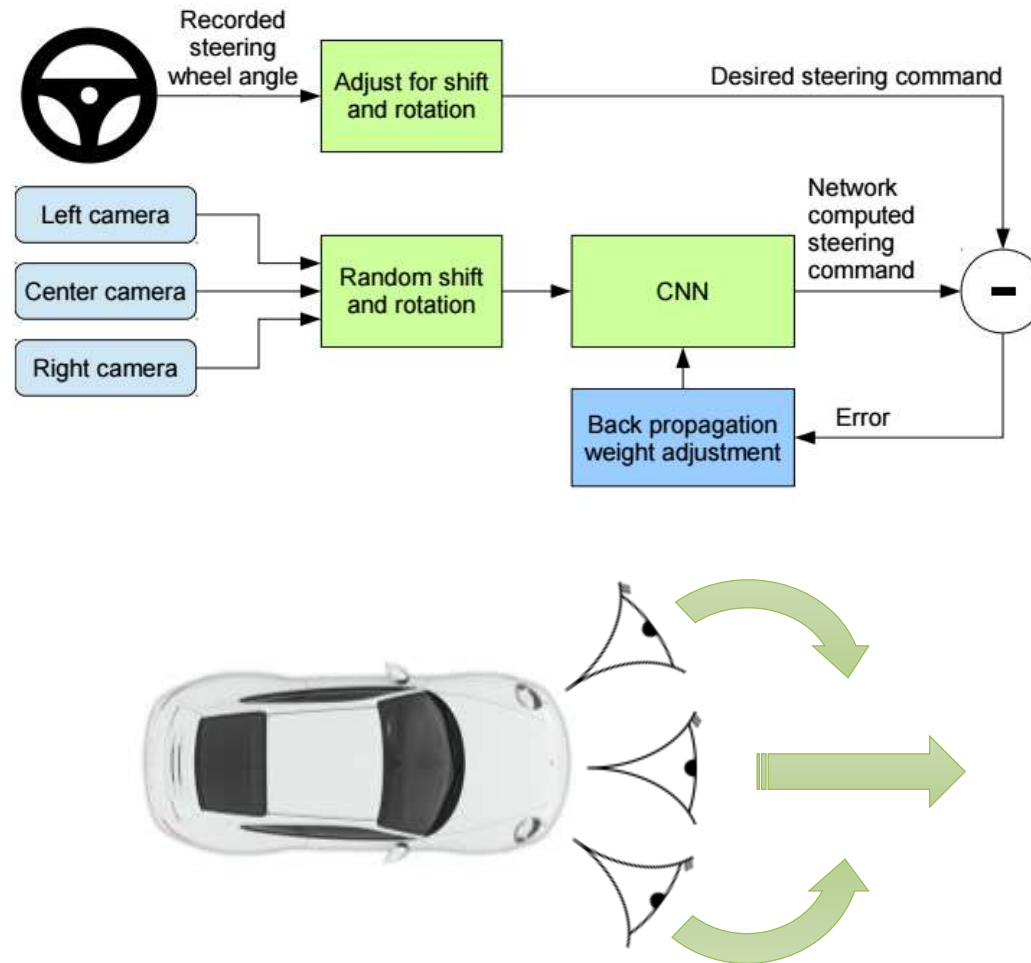 Recorded
steering
wheel angle
Adjust for shift
and rotation
Desired steering command
Left camera
Center camera
Right camera
Random shift
and rotation
CNN
Network
computed
steering
command
-
Back propagation
weight adjustment
Error